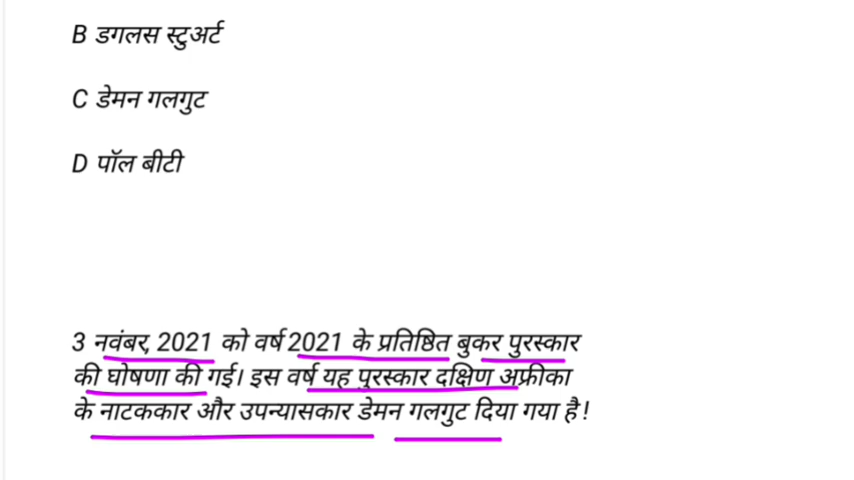 B डगलस स्टुअर्ट
C डेमन गलगुट
D पॉल बीटी
3 नवंबर, 2021 को वर्ष 2021 के प्रतिष्ठित बुकर पुरस्कार
की घोषणा की गई। इस वर्ष यह पुरस्कार दक्षिण अफ्रीका
के नाटककार और उपन्यासकार डेमन गलगुट दिया गया है!